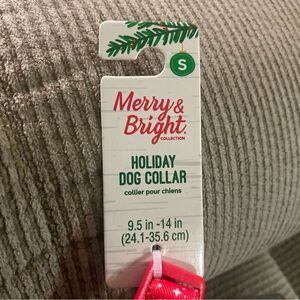 S
Merry &
Bright.
COLLECTION
HOLIDAY
DOG COLLAR
collier pour chiens
9.5 in -14 in
(24.1-35.6 cm)